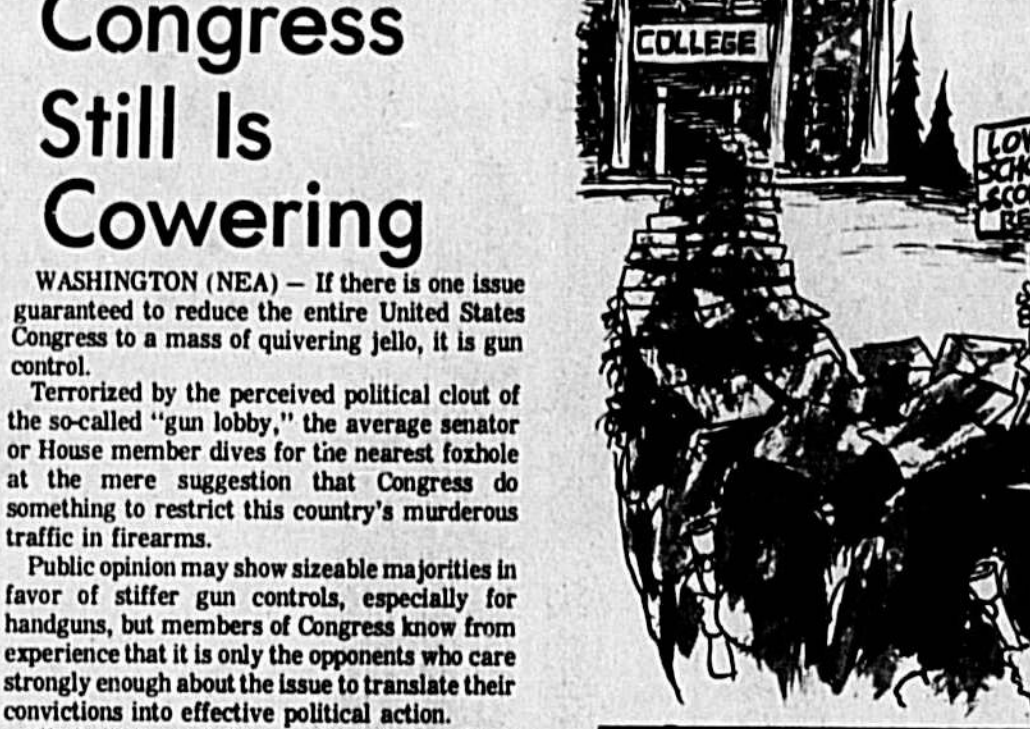 Congress
Still Is
Cowering
WASHINGTON (NEA) — If there is one issue
guaranteed to reduce the entire United States
Congress to a mass of quivering jello, it is gun
control.
Terrorized by the perceived political clout of
the so-called "gun lobby," the average senator
or House member dives for the nearest foxhole
at the mere suggestion that Congress do
something to restrict this country's murderous
traffic in firearms.
Public opinion may show sizeable majorities in
favor of stiffer gun controls, especially for
handguns, but members of Congress know from
experience that it is only the opponents who care
strongly enough about the issue to translate their
convictions into effective political action.
COLLEGE